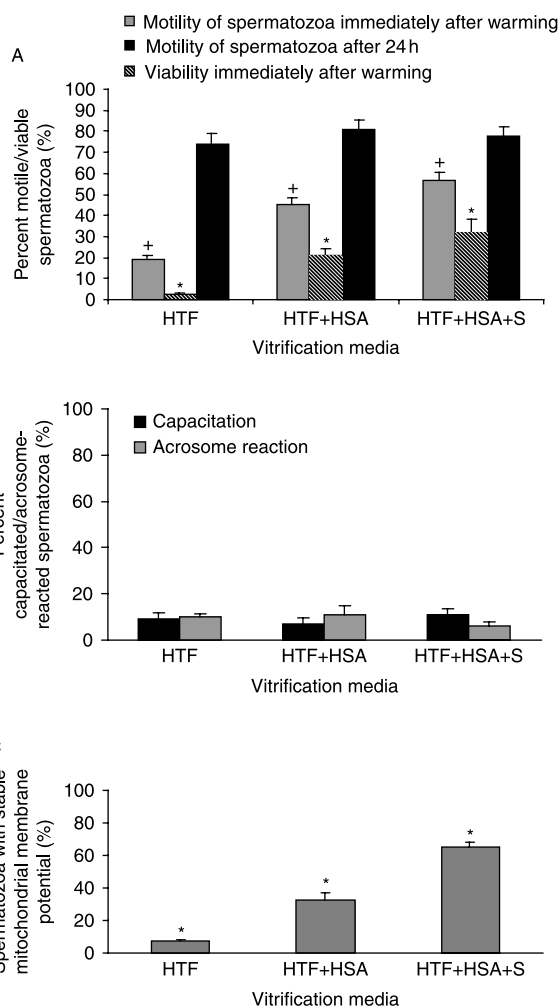 Motility of spermatozoa immediately after warming
Motility of spermatozoa after 24 h
Viability immediately after warming
A
Percent motile/viable
spermatozoa (%)
100
90
80
70
60
50
40
30
20
10
0
+
*
+
*
+
*
HTF
HTF+HSA
HTF+HSA+S
Vitrification media
capacitated/acrosome-
reacted spermatozoa (%)
100
80
60
40
20
0
Capacitation
Acrosome reaction
HTF
HTF+HSA
HTF+HSA+S
Vitrification media
Spermatozoa with stable
mitochondrial membrane
potential (%)
100
80
60
40
20
0
*
*
*
HTF
HTF+HSA
HTF+HSA+S
Vitrification media